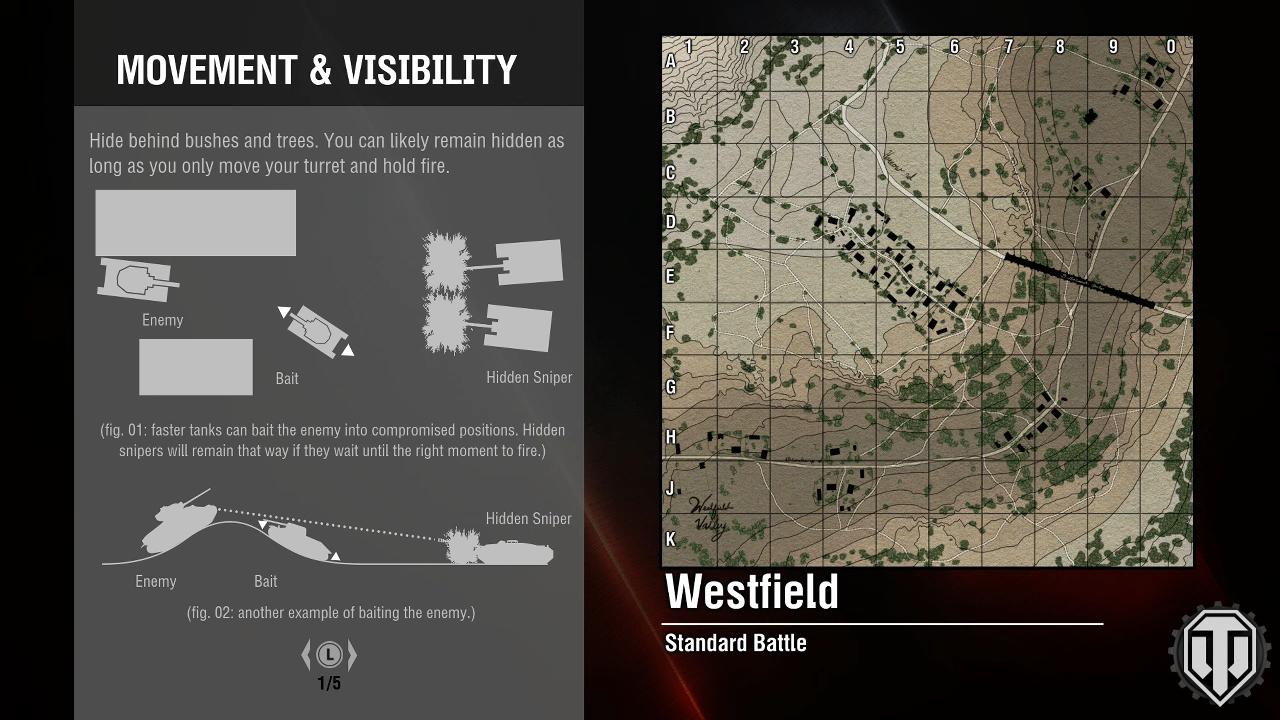 MOVEMENT & VISIBILITY
Hide behind bushes and trees. You can likely remain hidden as
long as you only move your turret and hold fire.
Enemy
Bait
Hidden Sniper
(fig. 01: faster tanks can bait the enemy into compromised positions. Hidden
snipers will remain that way if they wait until the right moment to fire.)
Hidden Sniper
Enemy
Bait
(fig. 02: another example of baiting the enemy.)
L
1/5
1 2 3 4 5 6 7 8 9 0
A
B
C
D
E
F
G
H
J
K
Westfield
Valley
Westfield
Standard Battle